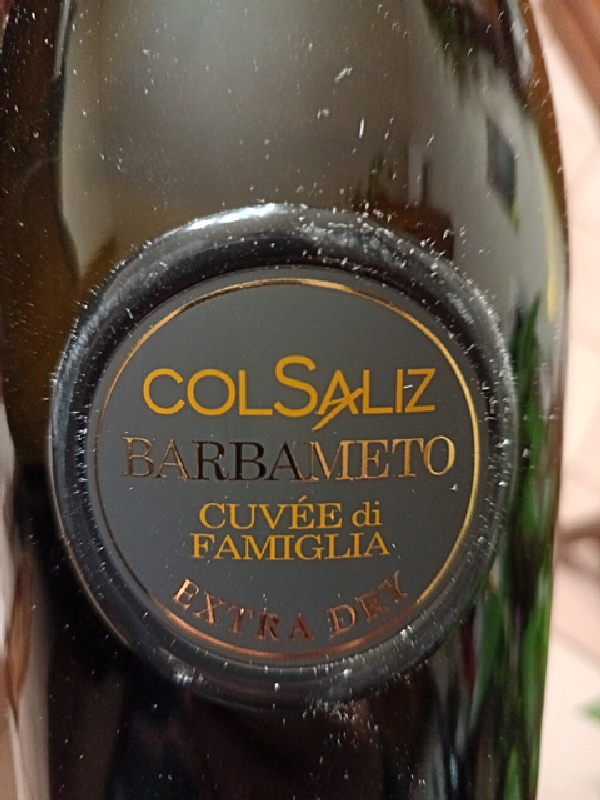 COLSALIZ
BARBAMETO
CUVÉE di
FAMIGLIA
EXTRA DRY